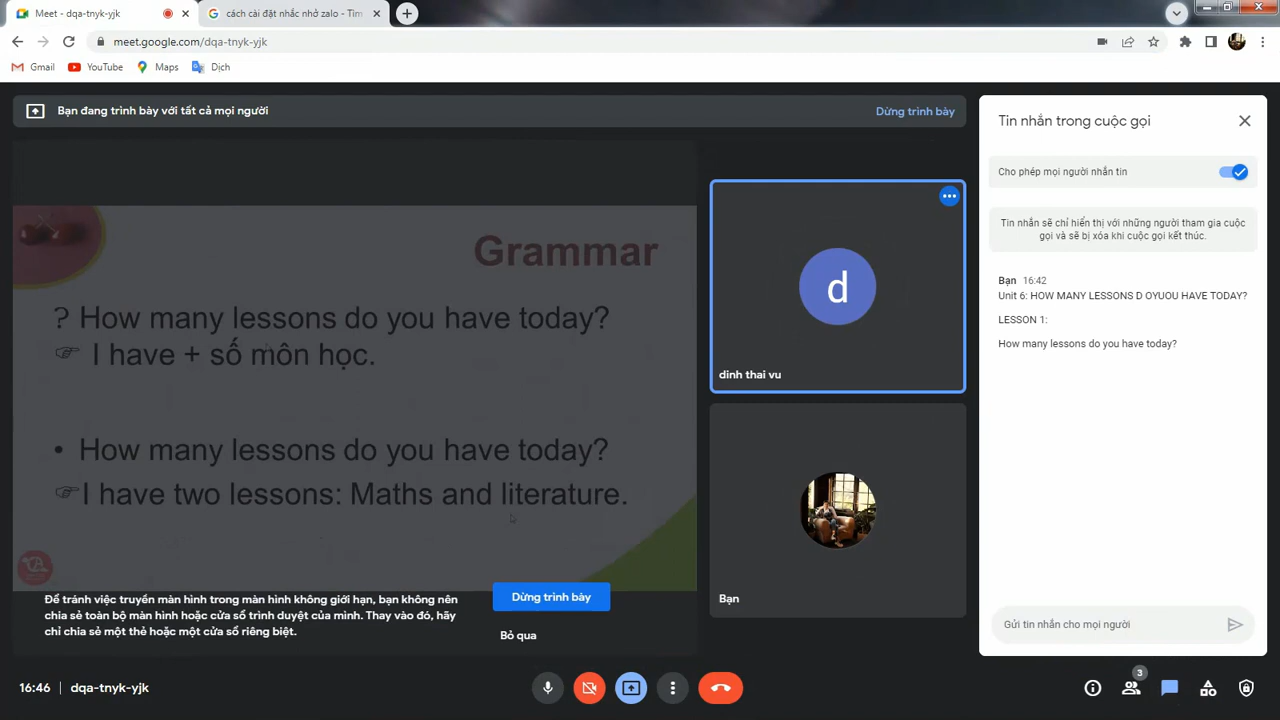 Meet - dqa-tnyk-yjk
cách cài đặt nhắc nhở zalo - Tìm
meet.google.com/dqa-tnyk-yjk
Gmail
YouTube
Maps
Dịch
Bạn đang trình bày với tất cả mọi người
Dừng trình bày
Grammar
? How many lessons do you have today?
☞ I have + số môn học.
• How many lessons do you have today?
☞I have two lessons: Maths and literature.
Để tránh việc truyền màn hình trong màn hình không giới hạn, bạn không nên
chia sẻ toàn bộ màn hình hoặc cửa sổ trình duyệt của mình. Thay vào đó, hãy
chỉ chia sẻ một thẻ hoặc một cửa sổ riêng biệt.
Dừng trình bày
Bỏ qua
d
dinh thai vu
Bạn
Tin nhắn trong cuộc gọi
Cho phép mọi người nhắn tin
Tin nhắn sẽ chỉ hiển thị với những người tham gia cuộc
gọi và sẽ bị xóa khi cuộc gọi kết thúc.
Bạn 16:42
Unit 6: HOW MANY LESSONS D OYUOU HAVE TODAY?
LESSON 1:
How many lessons do you have today?
Gửi tin nhắn cho mọi người
16:46 | dqa-tnyk-yjk
3